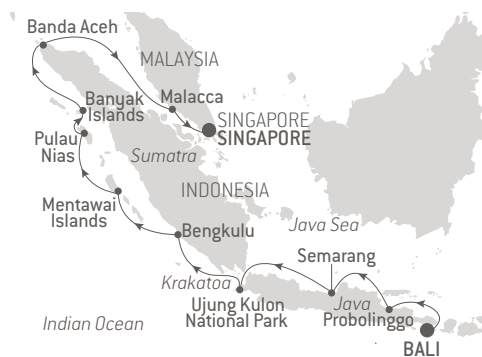 Banda Aceh
MALAYSIA
Malacca
Banyak
Islands
SINGAPORE
SINGAPORE
Pulau
Nias
Sumatra
INDONESIA
Mentawai
Islands
Bengkulu
Java Sea
Semarang
Krakatoa
Ujung Kulon
National Park
Java
Probolinggo
Indian Ocean
BALI